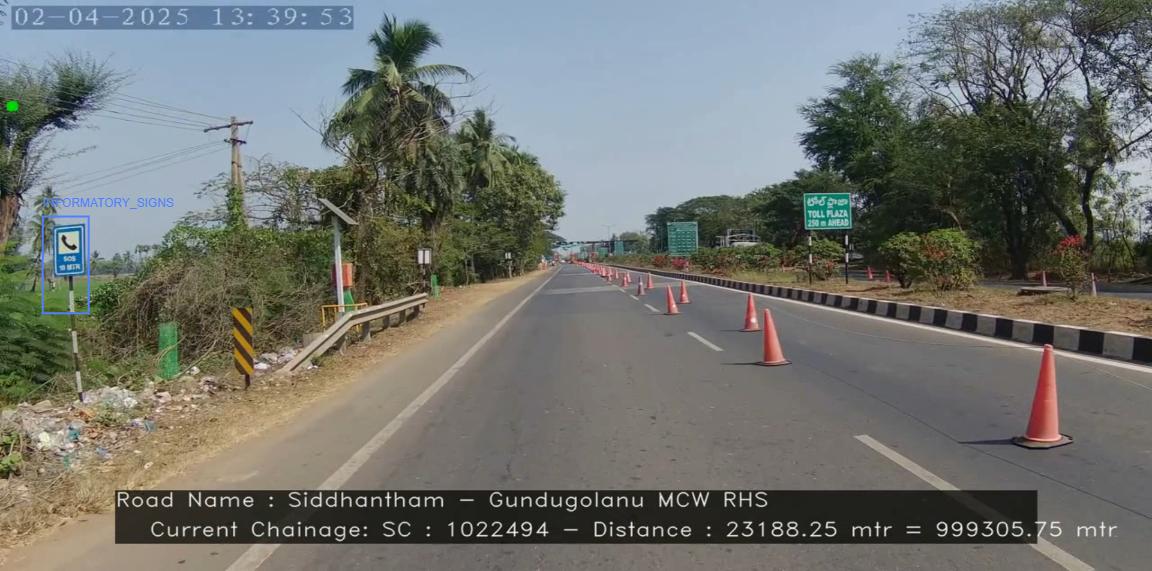 02-04-2025 13:39:53
INFORMATORY_SIGNS
SOS
టోల్ ప్లాజా
TOLL PLAZA
250 m AHEAD
Road Name : Siddhantham - Gundugolanu MCW RHS
Current Chainage: SC : 1022494 - Distance : 23188.25 mtr = 999305.75 mtr